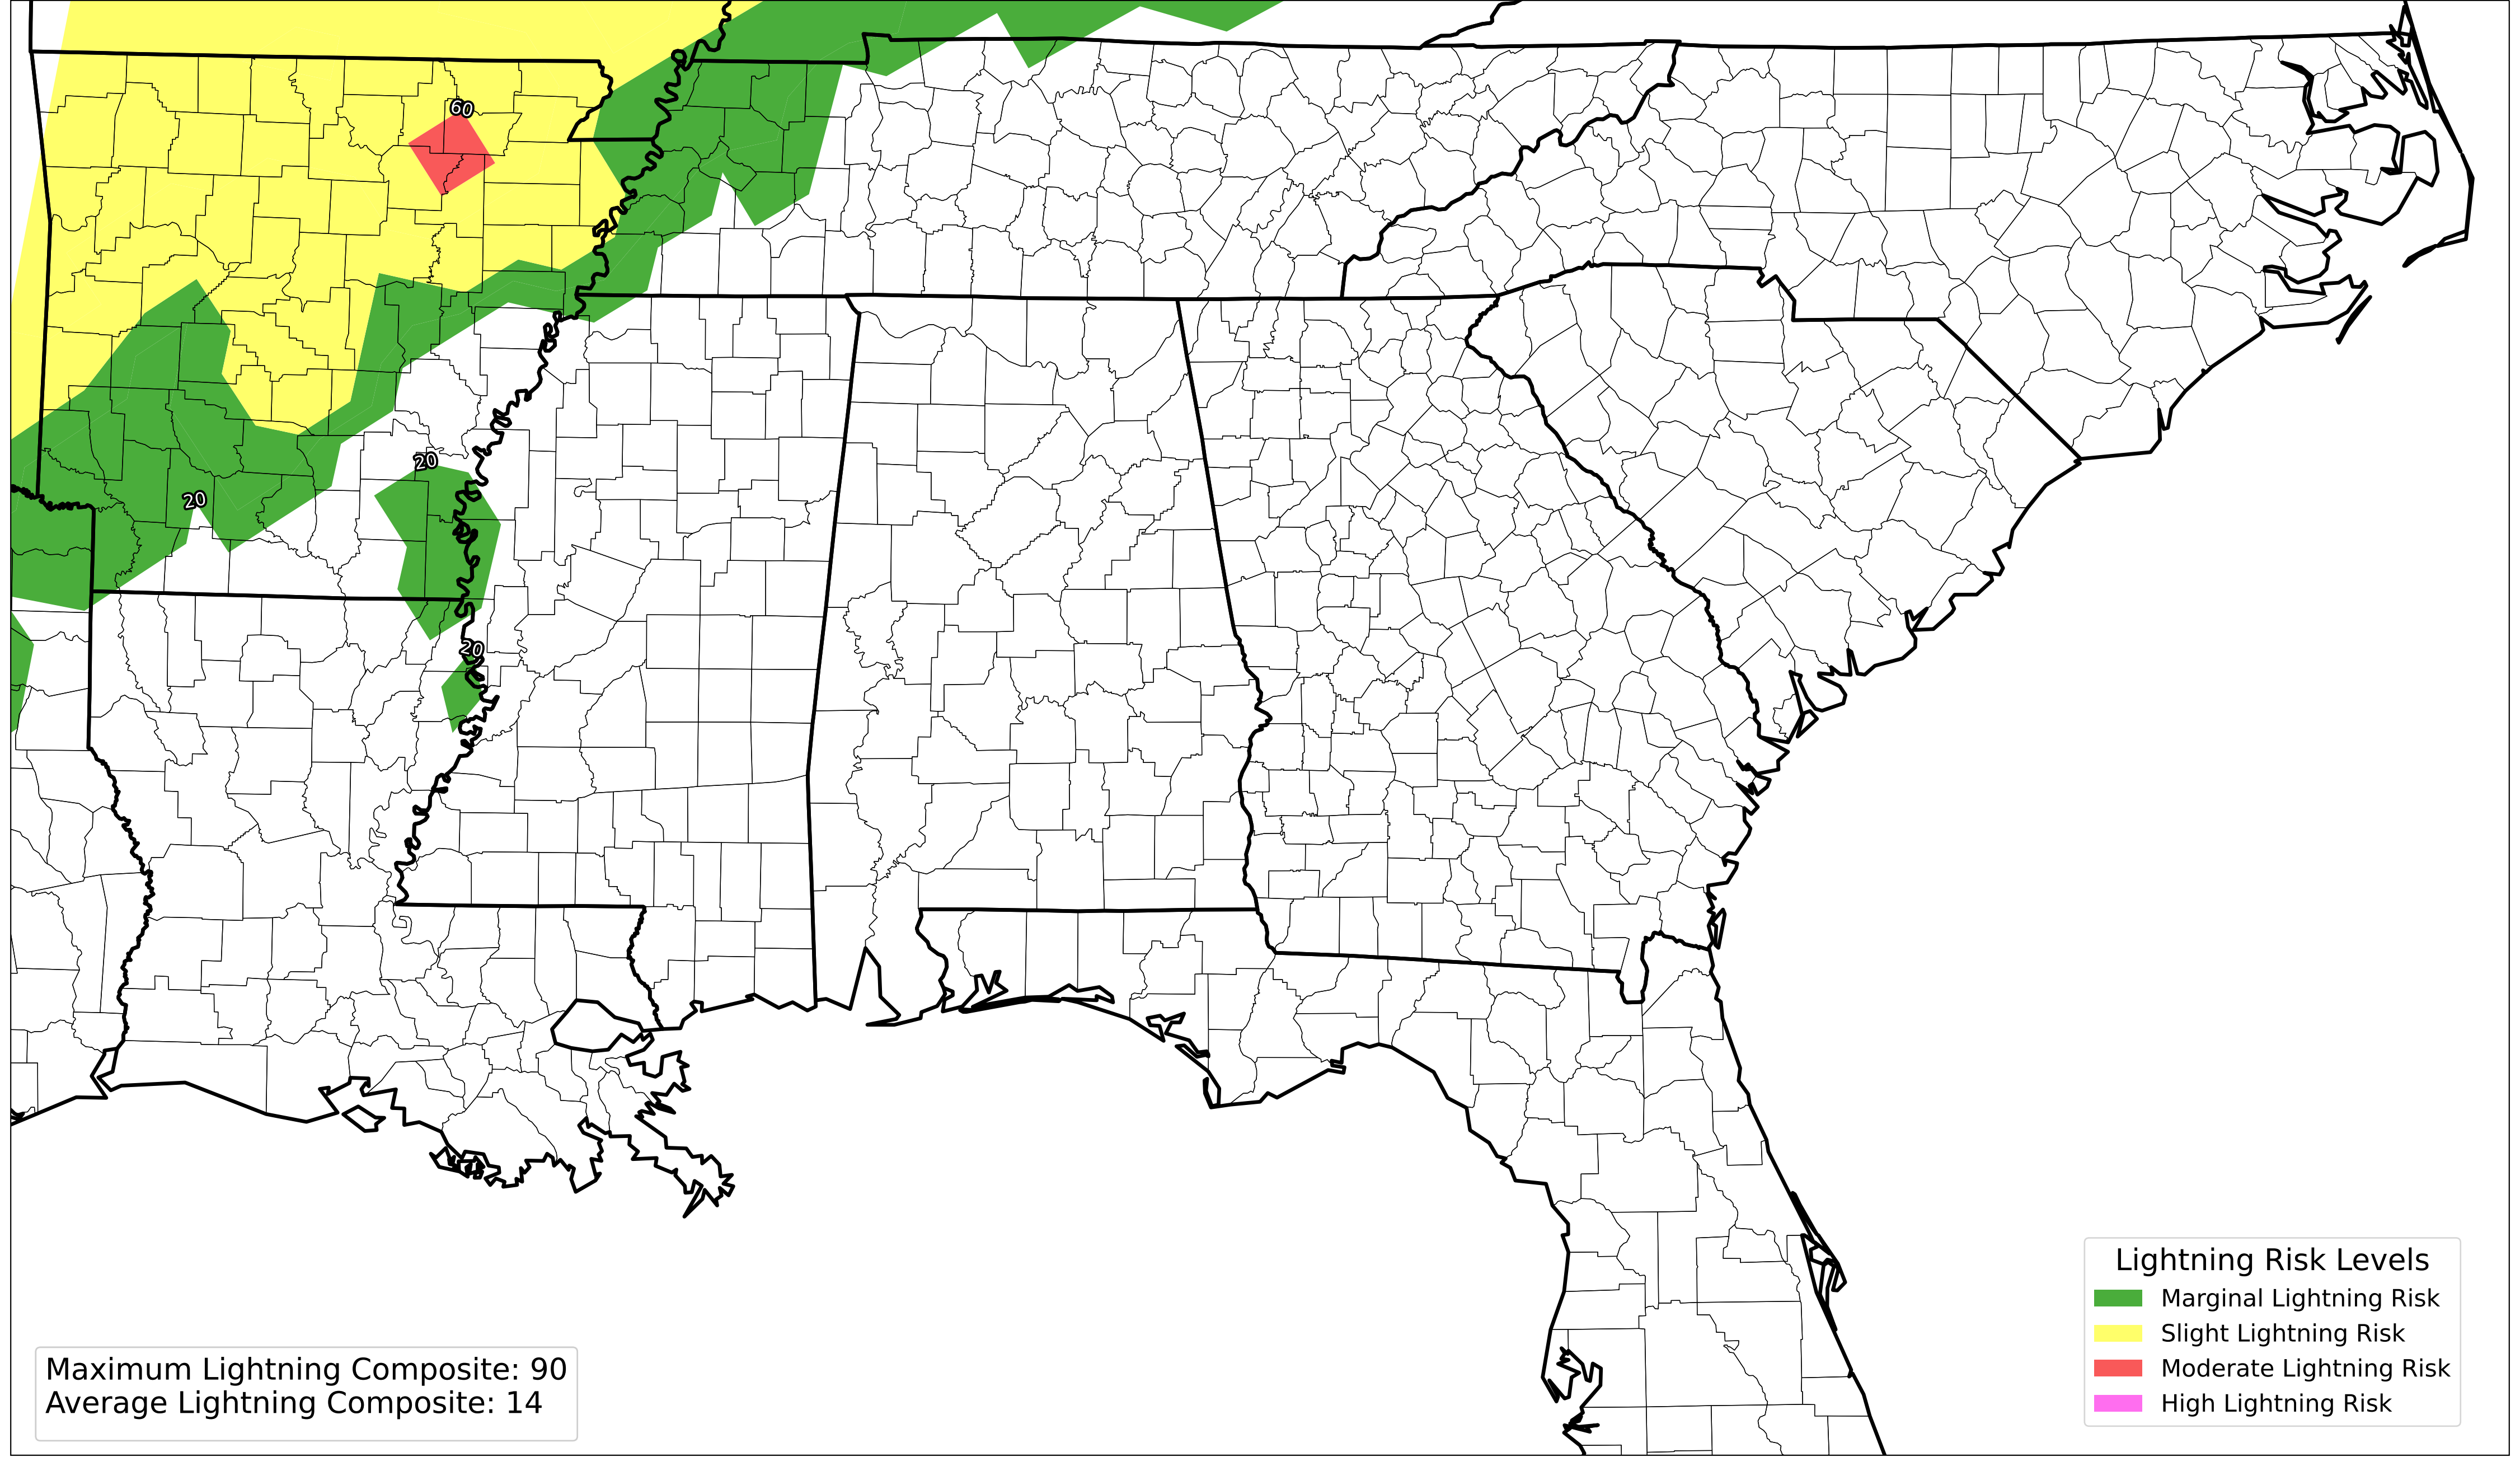 60
20
20
20
Lightning Risk Levels
Marginal Lightning Risk
Slight Lightning Risk
Moderate Lightning Risk
High Lightning Risk
Maximum Lightning Composite: 90
Average Lightning Composite: 14